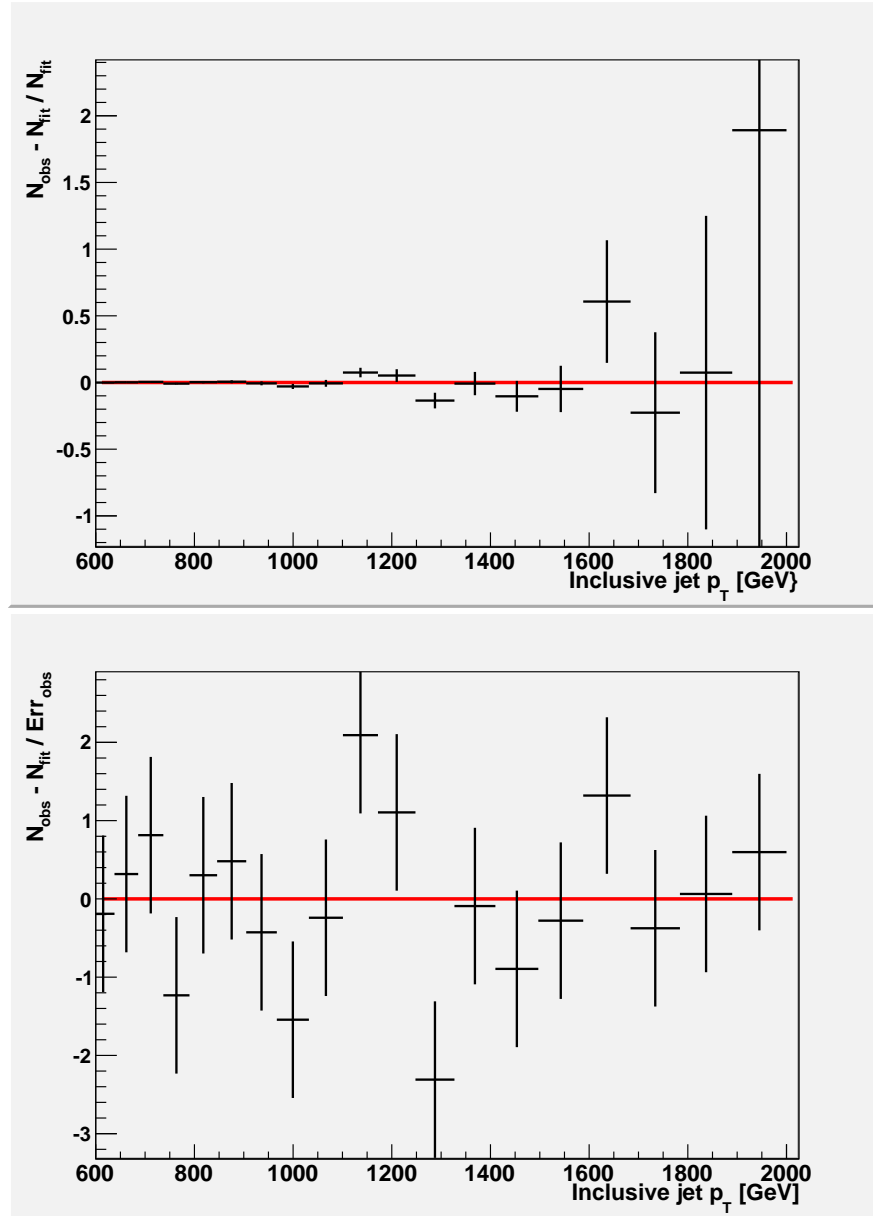 N_obs - N_fit / N_fit
2
1.5
1
0.5
0
-0.5
-1
600 800 1000 1200 1400 1600 1800 2000
Inclusive jet p_T [GeV}
N_obs - N_fit / Err_obs
2
1
0
-1
-2
-3
600 800 1000 1200 1400 1600 1800 2000
Inclusive jet p_T [GeV]